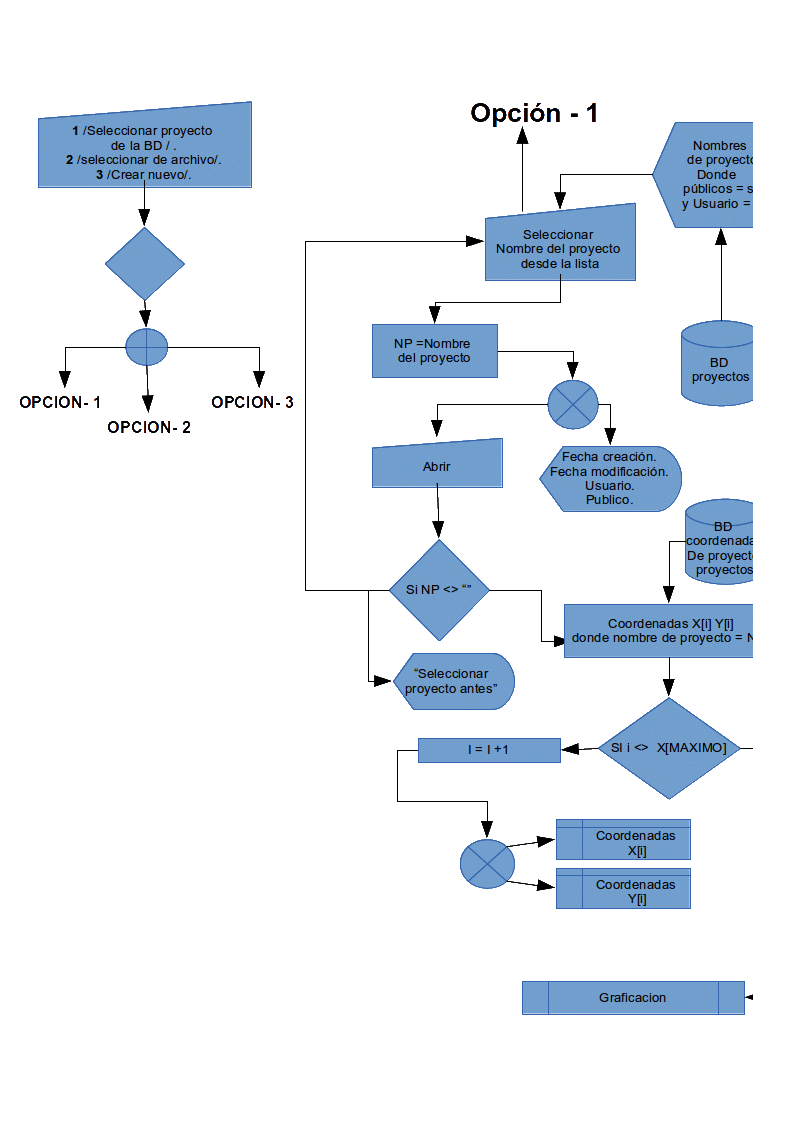 1 /Seleccionar proyecto
de la BD / .
2 /seleccionar de archivo/.
3 /Crear nuevo/.
OPCION- 1
OPCION- 2
OPCION- 3
Opción - 1
Nombres
de proyecto
Donde
públicos = s
y Usuario =
Seleccionar
Nombre del proyecto
desde la lista
NP =Nombre
del proyecto
BD
proyectos
Abrir
Fecha creación.
Fecha modificación.
Usuario.
Publico.
BD
coordenada
De proyect
proyectos
Si NP <> “”
Coordenadas X[i] Y[i]
donde nombre de proyecto = N
“Seleccionar
proyecto antes”
SI i <> X[MAXIMO]
I = I +1
Coordenadas
X[i]
Coordenadas
Y[i]
Graficacion